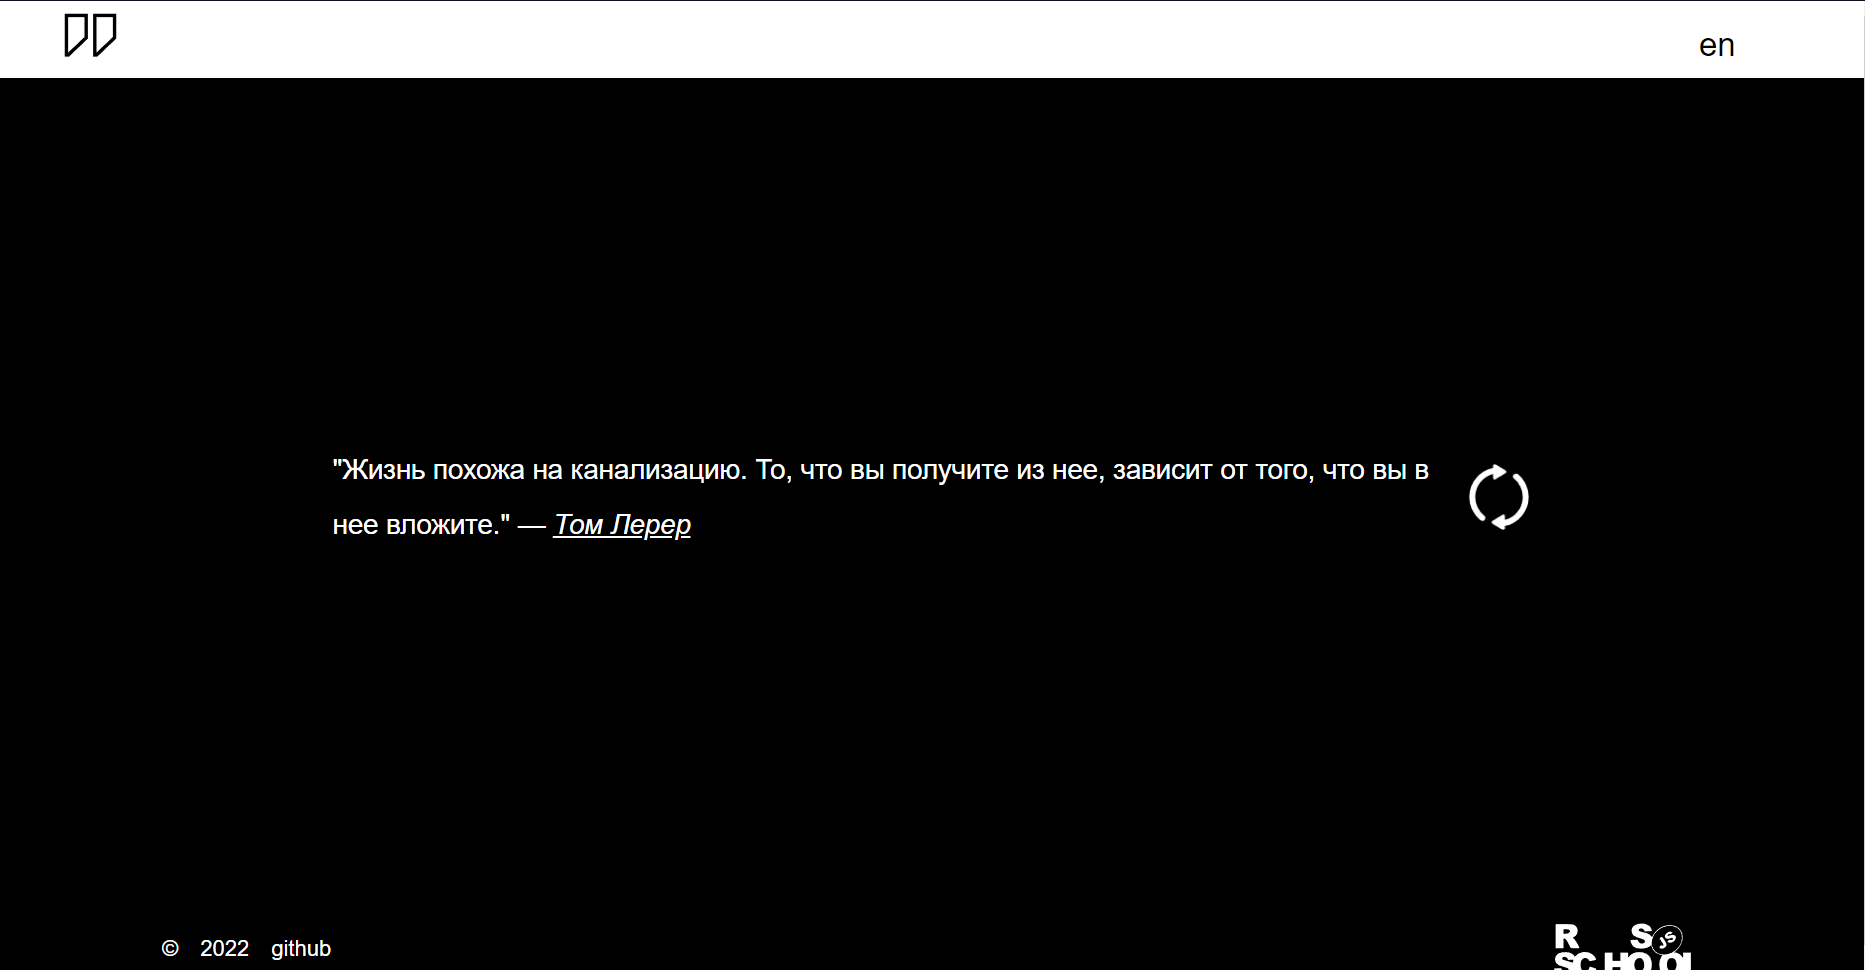 en
"Жизнь похожа на канализацию. То, что вы получите из нее, зависит от того, что вы в
нее вложите." — Том Лерер
© 2022 github
R S JS
SCHOOL